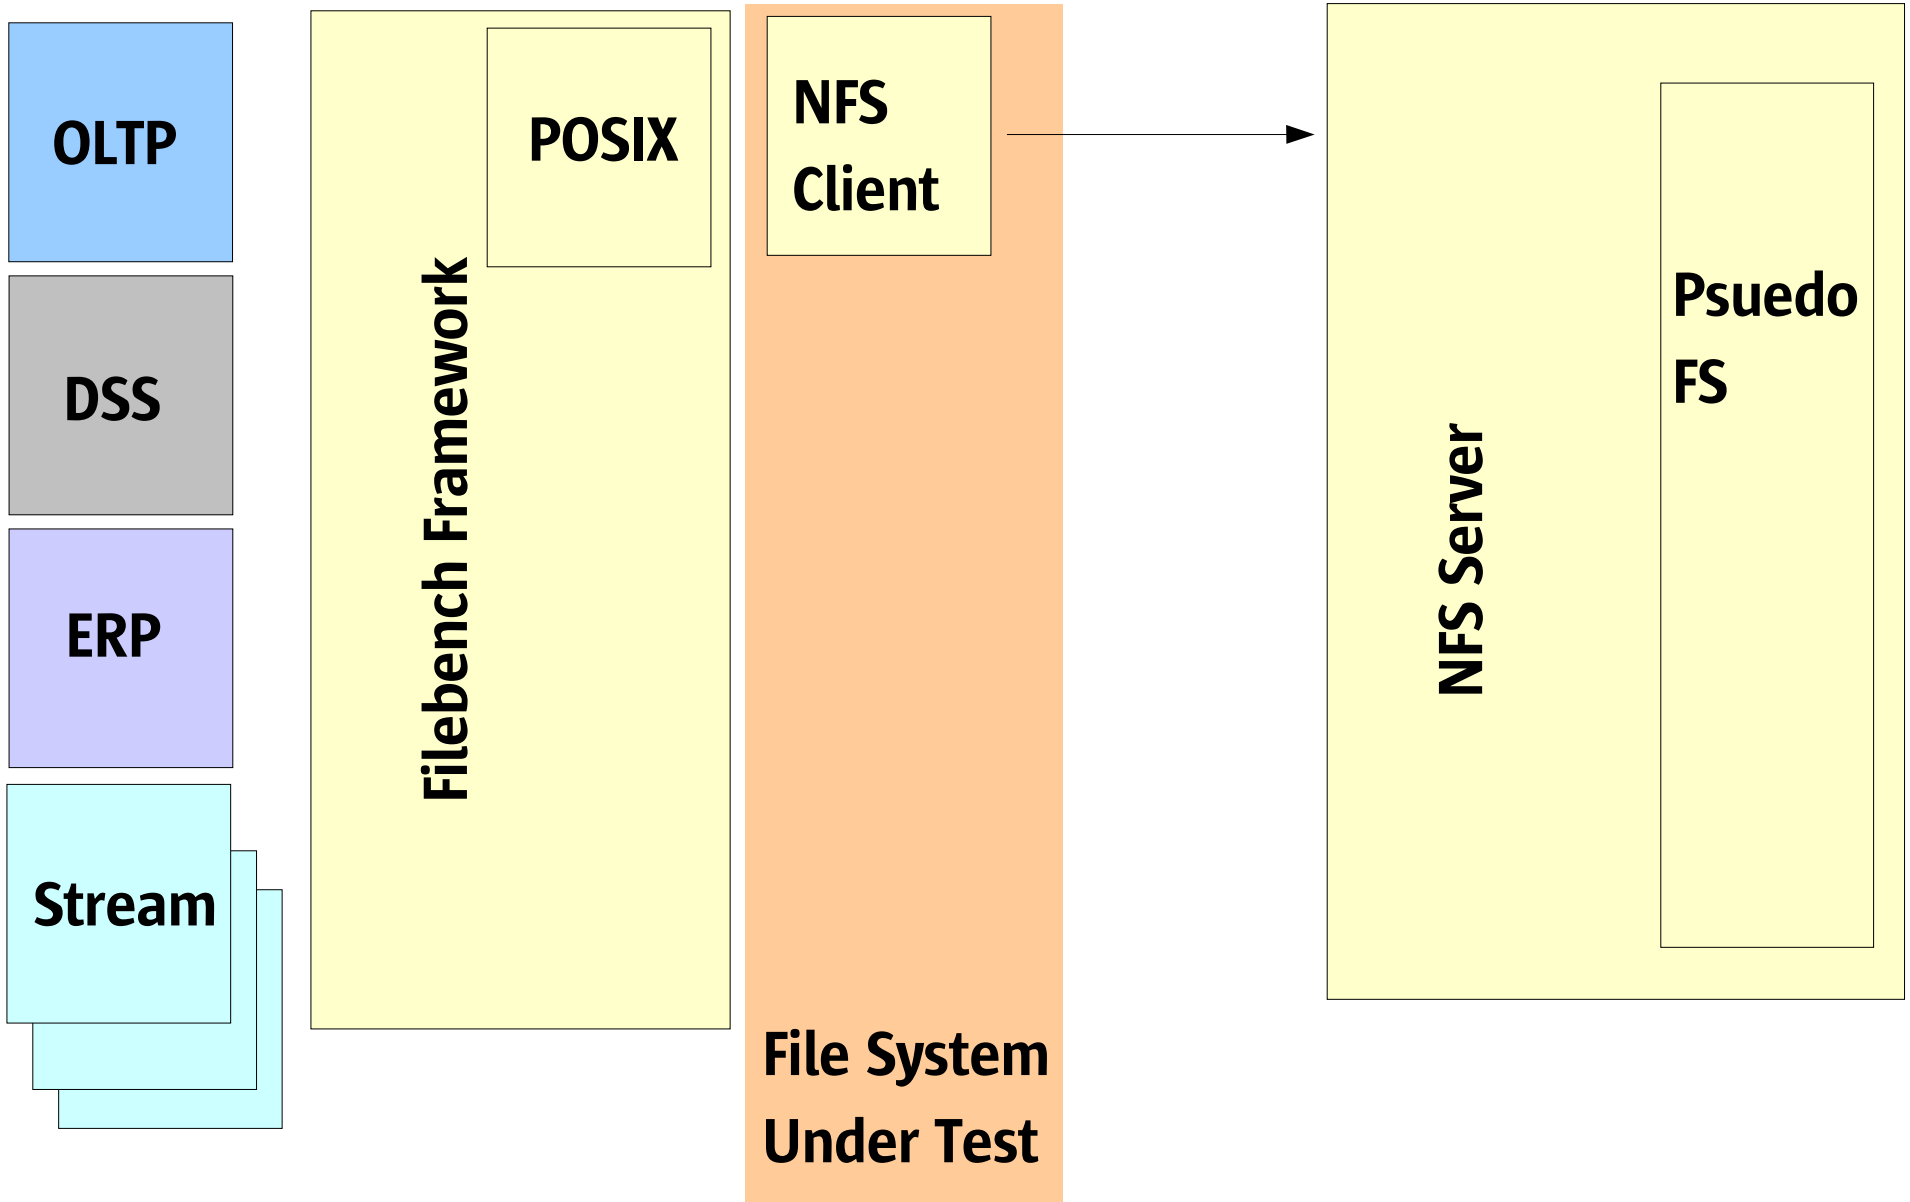 OLTP
DSS
ERP
Stream
Filebench Framework
POSIX
NFS
Client
File System
Under Test
NFS Server
Psuedo
FS